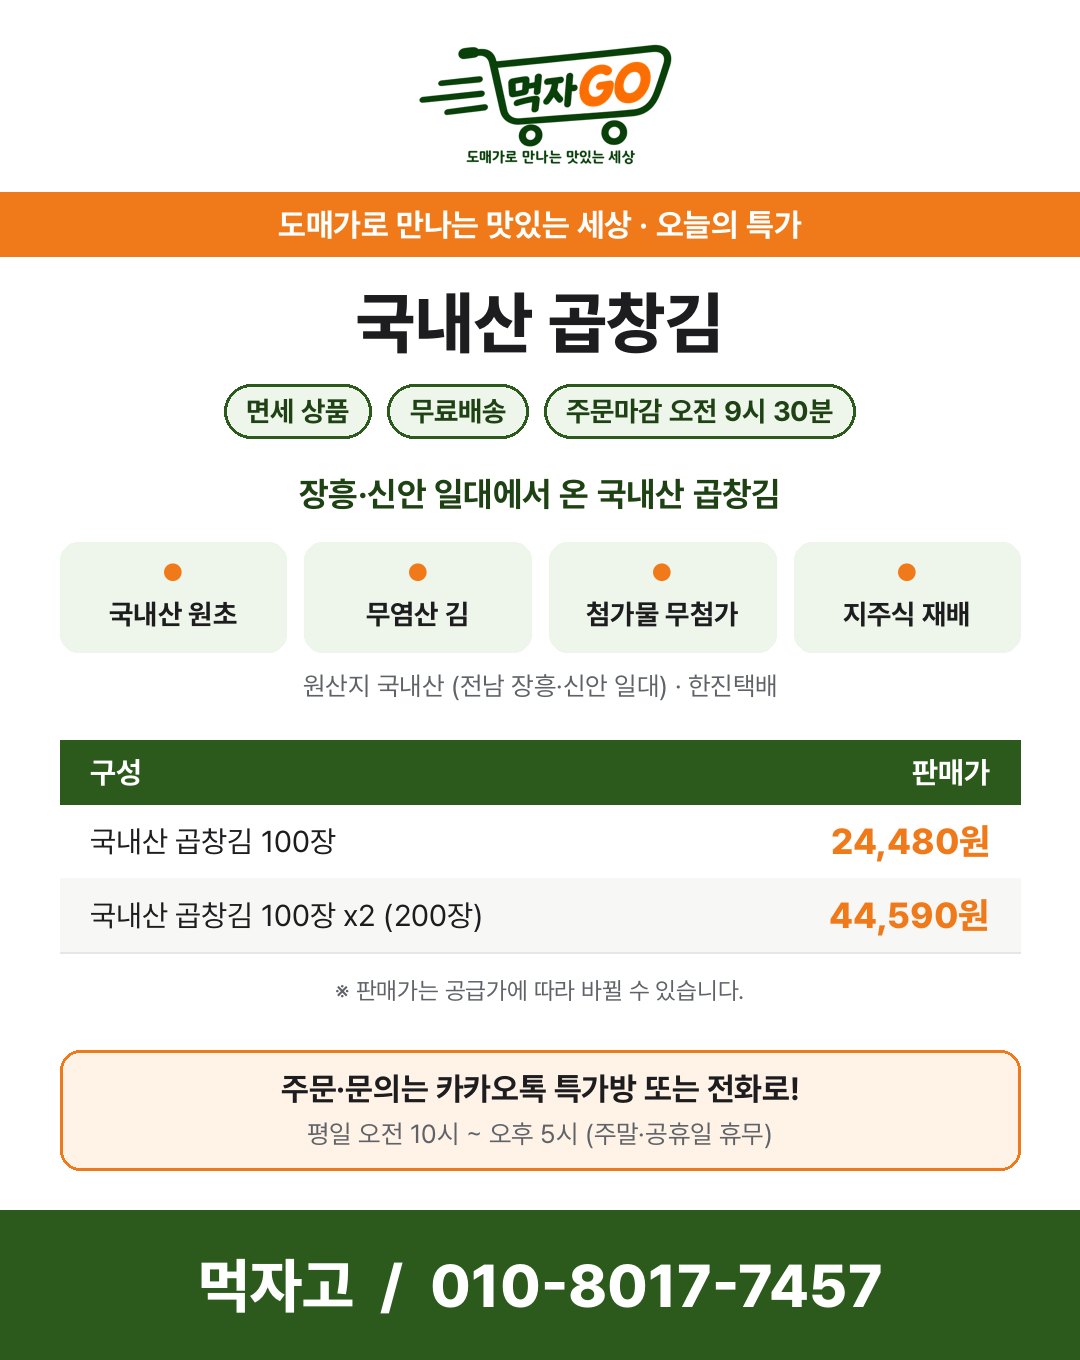 먹자GO
도매가로 만나는 맛있는 세상
도매가로 만나는 맛있는 세상 · 오늘의 특가
국내산 곱창김
면세 상품 무료배송 주문마감 오전 9시 30분
장흥·신안 일대에서 온 국내산 곱창김
국내산 원초 무염산 김 첨가물 무첨가 지주식 재배
원산지 국내산 (전남 장흥·신안 일대) · 한진택배
구성 판매가
국내산 곱창김 100장 24,480원
국내산 곱창김 100장 x2 (200장) 44,590원
※ 판매가는 공급가에 따라 바뀔 수 있습니다.
주문·문의는 카카오톡 특가방 또는 전화로!
평일 오전 10시 ~ 오후 5시 (주말·공휴일 휴무)
먹자고 / 010-8017-7457